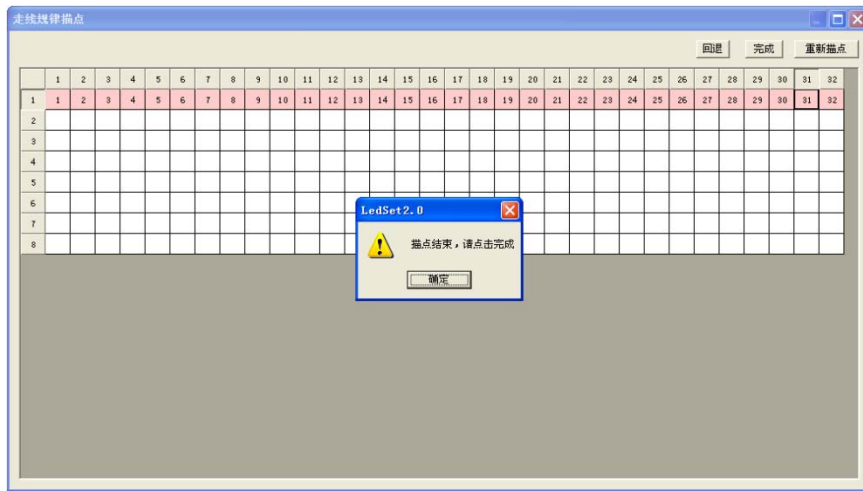 走线规律描点
回退 完成 重新描点
1 2 3 4 5 6 7 8 9 10 11 12 13 14 15 16 17 18 19 20 21 22 23 24 25 26 27 28 29 30 31 32
1 1 2 3 4 5 6 7 8 9 10 11 12 13 14 15 16 17 18 19 20 21 22 23 24 25 26 27 28 29 30 31 32
2
3
4
5
6
7
8
LedSet2.0
描点结束，请点击完成
确定